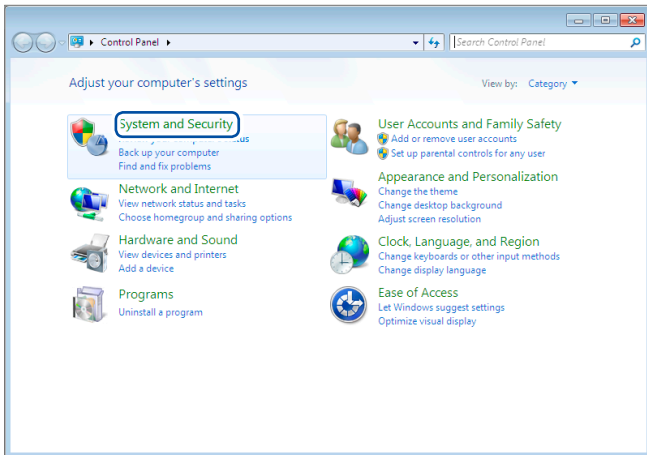 Control Panel
Search Control Panel
Adjust your computer's settings
View by: Category
System and Security
Back up your computer
Find and fix problems
Network and Internet
View network status and tasks
Choose homegroup and sharing options
Hardware and Sound
View devices and printers
Add a device
Programs
Uninstall a program
User Accounts and Family Safety
Add or remove user accounts
Set up parental controls for any user
Appearance and Personalization
Change the theme
Change desktop background
Adjust screen resolution
Clock, Language, and Region
Change keyboards or other input methods
Change display language
Ease of Access
Let Windows suggest settings
Optimize visual display